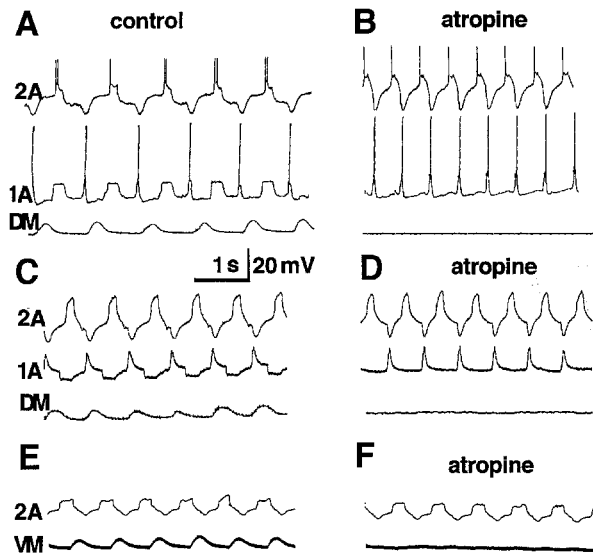 A control
B atropine
2A
1A
DM
1 s 20 mV
C
D atropine
2A
1A
DM
E
F atropine
2A
VM